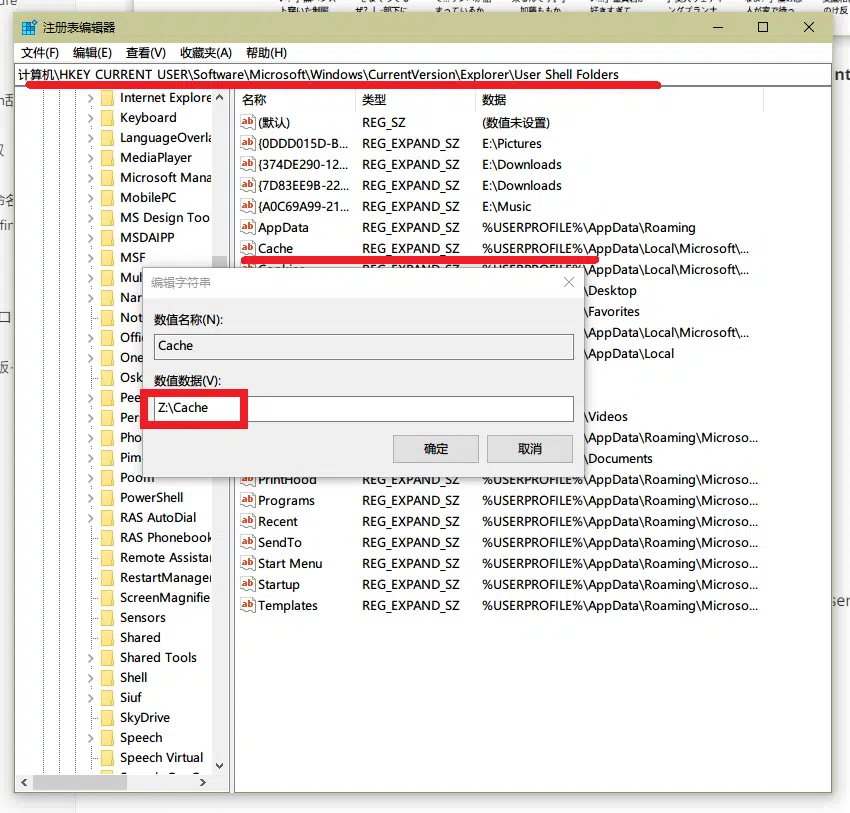 注册表编辑器
文件(F) 编辑(E) 查看(V) 收藏夹(A) 帮助(H)
计算机\HKEY_CURRENT_USER\Software\Microsoft\Windows\CurrentVersion\Explorer\User Shell Folders
Internet Explore
Keyboard
LanguageOverla
MediaPlayer
Microsoft Mana
MobilePC
MS Design Too
MSDAIPP
MSF
Mul
Nar
Not
Offi
One
Osk
Pee
Per
Pho
Pim
Poom
PowerShell
RAS AutoDial
RAS Phonebook
Remote Assistar
RestartManager
ScreenMagnifie
Sensors
Shared
Shared Tools
Shell
Siuf
SkyDrive
Speech
Speech Virtual
名称 类型 数据
(默认) REG_SZ (数值未设置)
{0DDD015D-B... REG_EXPAND_SZ E:\Pictures
{374DE290-12... REG_EXPAND_SZ E:\Downloads
{7D83EE9B-22... REG_EXPAND_SZ E:\Downloads
{A0C69A99-21... REG_EXPAND_SZ E:\Music
AppData REG_EXPAND_SZ %USERPROFILE%\AppData\Roaming
Cache REG_EXPAND_SZ %USERPROFILE%\AppData\Local\Microsoft\...
Cookies REG_EXPAND_SZ %USERPROFILE%\AppData\Local\Microsoft\...
\Desktop
\Favorites
\AppData\Local\Microsoft\...
\AppData\Local
\Videos
\AppData\Roaming\Microso...
\Documents
编辑字符串
数值名称(N):
Cache
数值数据(V):
Z:\Cache
确定 取消
PrintHood REG_EXPAND_SZ %USERPROFILE%\AppData\Roaming\Microso...
Programs REG_EXPAND_SZ %USERPROFILE%\AppData\Roaming\Microso...
Recent REG_EXPAND_SZ %USERPROFILE%\AppData\Roaming\Microso...
SendTo REG_EXPAND_SZ %USERPROFILE%\AppData\Roaming\Microso...
Start Menu REG_EXPAND_SZ %USERPROFILE%\AppData\Roaming\Microso...
Startup REG_EXPAND_SZ %USERPROFILE%\AppData\Roaming\Microso...
Templates REG_EXPAND_SZ %USERPROFILE%\AppData\Roaming\Microso...